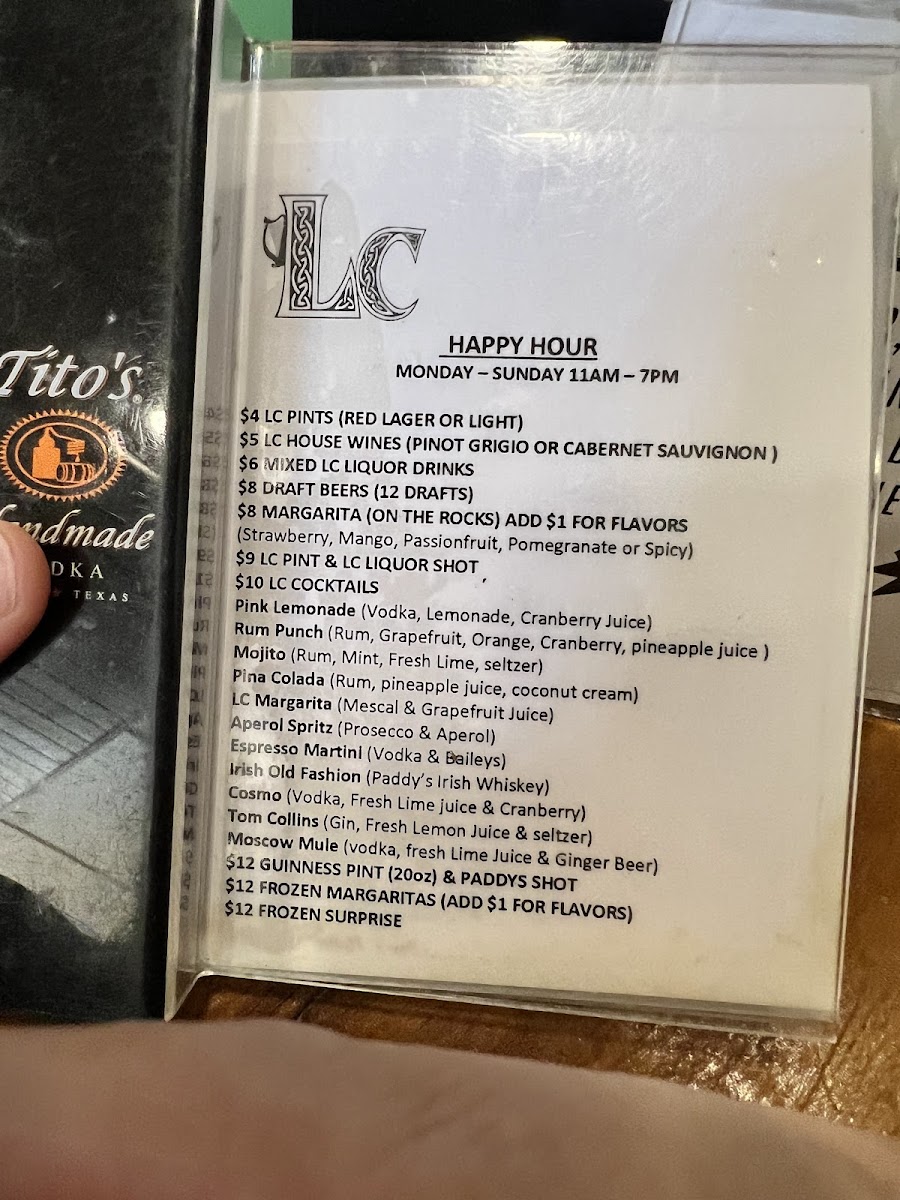 Tito's
Handmade
VODKA
TEXAS
LC
HAPPY HOUR
MONDAY – SUNDAY 11AM – 7PM
$4 LC PINTS (RED LAGER OR LIGHT)
$5 LC HOUSE WINES (PINOT GRIGIO OR CABERNET SAUVIGNON )
$6 MIXED LC LIQUOR DRINKS
$8 DRAFT BEERS (12 DRAFTS)
$8 MARGARITA (ON THE ROCKS) ADD $1 FOR FLAVORS
(Strawberry, Mango, Passionfruit, Pomegranate or Spicy)
$9 LC PINT & LC LIQUOR SHOT
$10 LC COCKTAILS
Pink Lemonade (Vodka, Lemonade, Cranberry Juice)
Rum Punch (Rum, Grapefruit, Orange, Cranberry, pineapple juice )
Mojito (Rum, Mint, Fresh Lime, seltzer)
Pina Colada (Rum, pineapple juice, coconut cream)
LC Margarita (Mescal & Grapefruit Juice)
Aperol Spritz (Prosecco & Aperol)
Espresso Martini (Vodka & Baileys)
Irish Old Fashion (Paddy's Irish Whiskey)
Cosmo (Vodka, Fresh Lime juice & Cranberry)
Tom Collins (Gin, Fresh Lemon Juice & seltzer)
Moscow Mule (vodka, fresh Lime Juice & Ginger Beer)
$12 GUINNESS PINT (20oz) & PADDYS SHOT
$12 FROZEN MARGARITAS (ADD $1 FOR FLAVORS)
$12 FROZEN SURPRISE